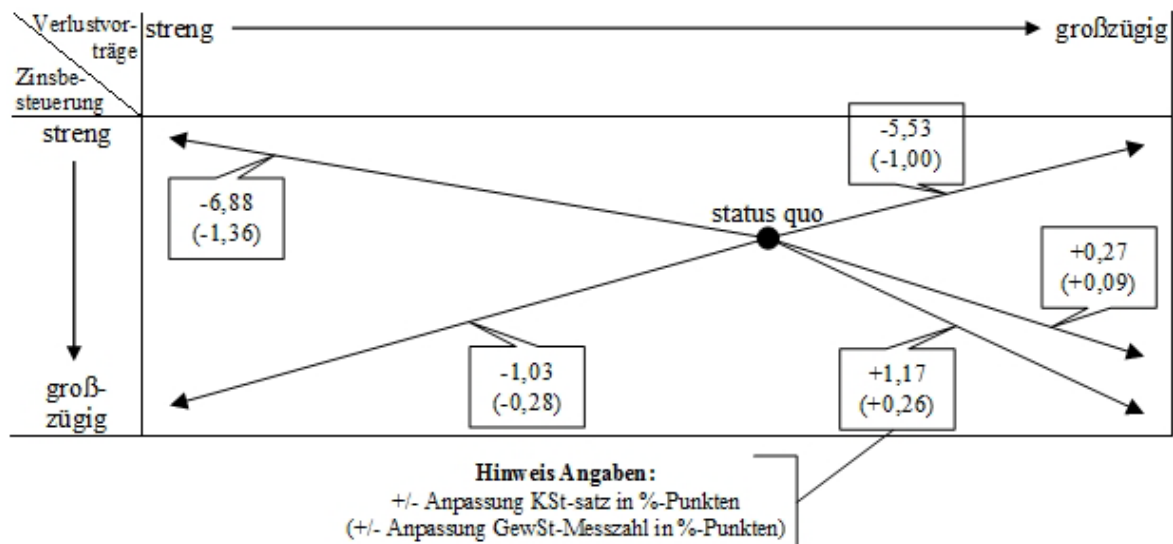 Verlustvor-
träge
streng
großzügig
Zinsbe-
steuerung
streng
-5,53
(-1,00)
-6,88
(-1,36)
status quo
+0,27
(+0,09)
-1,03
(-0,28)
+1,17
(+0,26)
groß-
zügig
Hinweis Angaben:
+/- Anpassung KSt-satz in %-Punkten
(+/- Anpassung GewSt-Messzahl in %-Punkten)